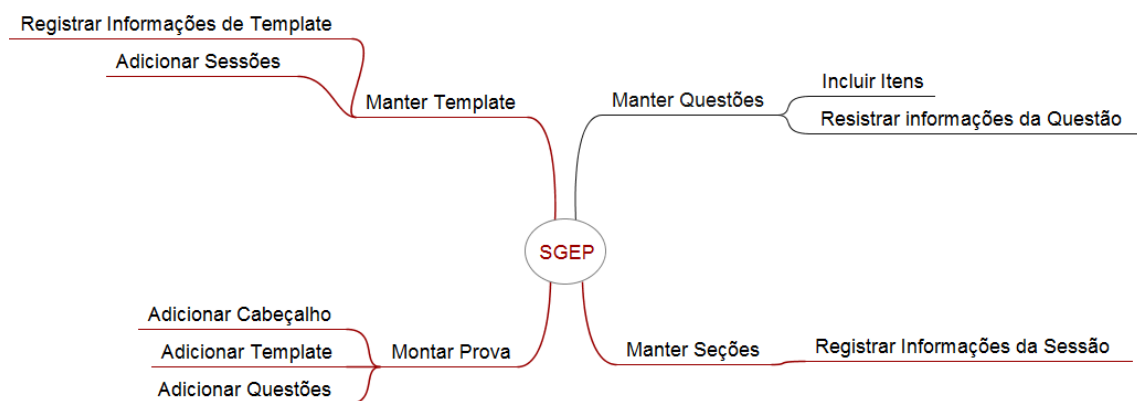 Registrar Informações de Template
Adicionar Sessões
Manter Template
Manter Questões
Incluir Itens
Resistrar informações da Questão
SGEP
Adicionar Cabeçalho
Adicionar Template
Adicionar Questões
Montar Prova
Manter Seções
Registrar Informações da Sessão